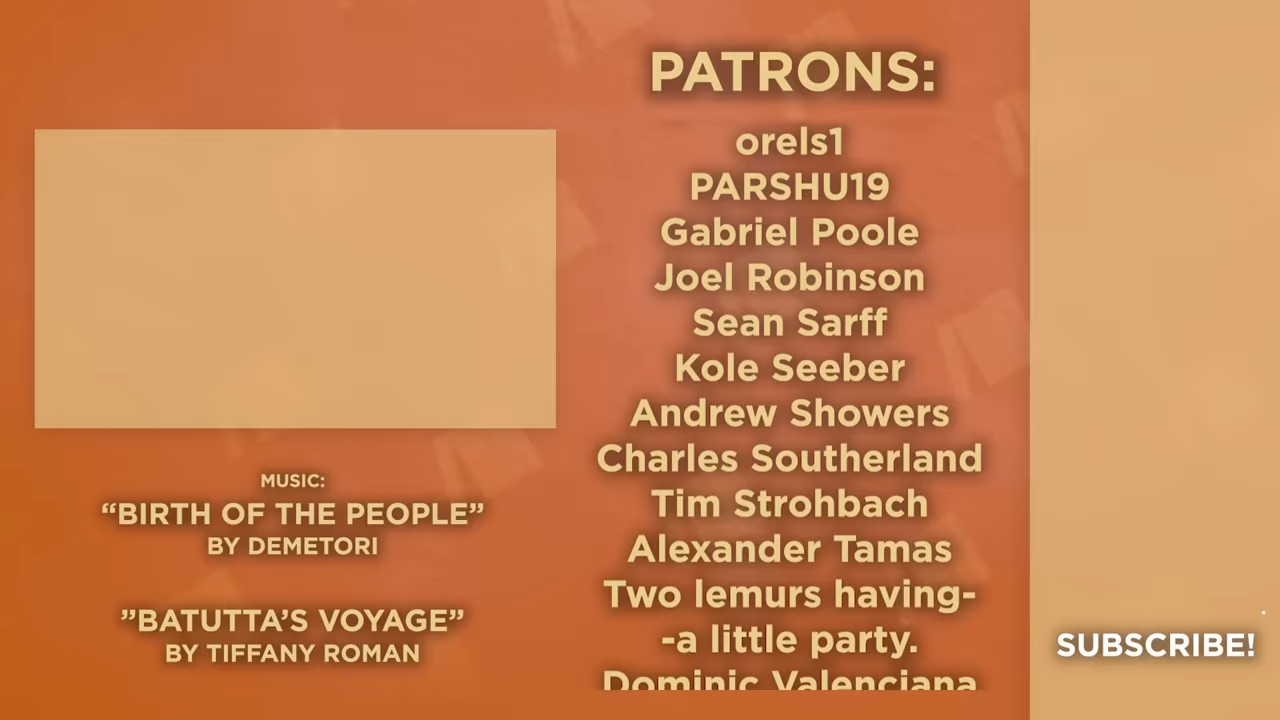 PATRONS:
orels1
PARSHU19
Gabriel Poole
Joel Robinson
Sean Sarff
Kole Seeber
Andrew Showers
Charles Southerland
Tim Strohbach
Alexander Tamas
Two lemurs having-
-a little party.
Dominic Valenciana
MUSIC:
“BIRTH OF THE PEOPLE”
BY DEMETORI
”BATUTTA’S VOYAGE”
BY TIFFANY ROMAN
SUBSCRIBE!